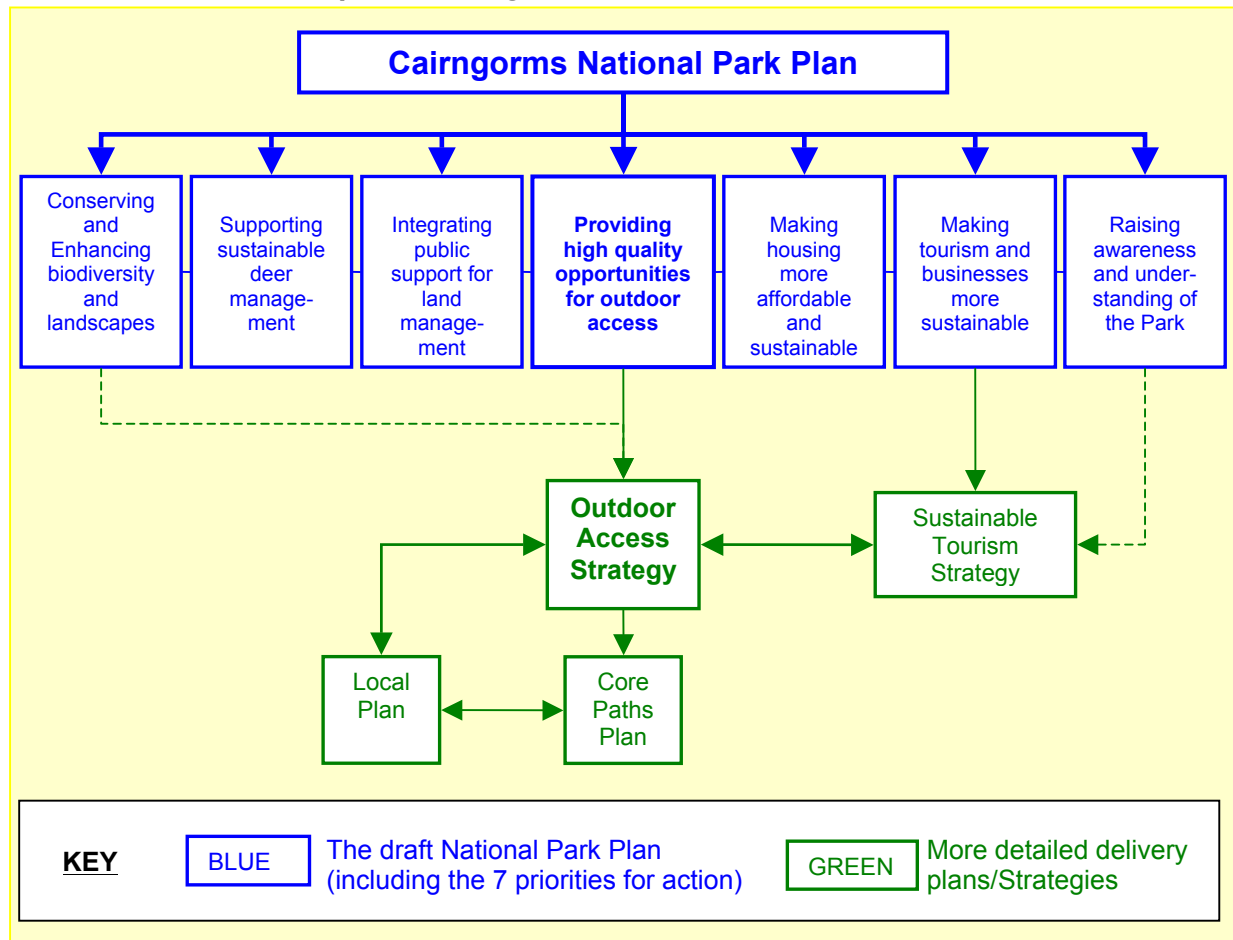 Cairngorms National Park Plan
Conserving
and
Enhancing
biodiversity
and
landscapes
Supporting
sustainable
deer
manage-
ment
Integrating
public
support for
land
manage-
ment
Providing
high quality
opportunities
for outdoor
access
Making
housing
more
affordable
and
sustainable
Making
tourism and
businesses
more
sustainable
Raising
awareness
and under-
standing of
the Park
Outdoor
Access
Strategy
Sustainable
Tourism
Strategy
Local
Plan
Core
Paths
Plan
KEY
BLUE
The draft National Park Plan
(including the 7 priorities for action)
GREEN
More detailed delivery
plans/Strategies